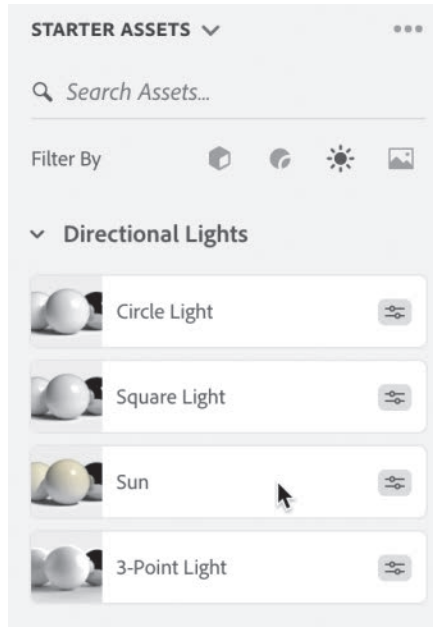 STARTER ASSETS
Search Assets...
Filter By
Directional Lights
Circle Light
Square Light
Sun
3-Point Light